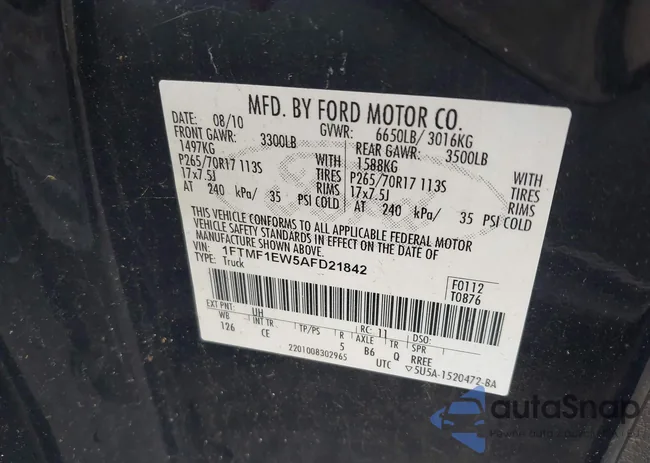 MFD. BY FORD MOTOR CO.
DATE: 08/10 GVWR: 6650LB/ 3016KG
FRONT GAWR: 3300LB REAR GAWR: 3500LB
1497KG WITH 1588KG WITH
P265/70R17 113S TIRES P265/70R17 113S TIRES
17x7.5J RIMS 17x7.5J RIMS
AT 240 kPa/ 35 PSI COLD AT 240 kPa/ 35 PSI COLD
THIS VEHICLE CONFORMS TO ALL APPLICABLE FEDERAL MOTOR
VEHICLE SAFETY STANDARDS IN EFFECT ON THE DATE OF
MANUFACTURE SHOWN ABOVE.
VIN: 1FTMF1EW5AFD21842
TYPE: Truck
F0112
T0876
EXT PNT: UH RC: 11 DSO:
WB INT TR TP/PS R AXLE TR SPR
126 CE 5 B6 Q RREE
2201008302965 UTC ▽5U5A-1520472-BA
autoSnap